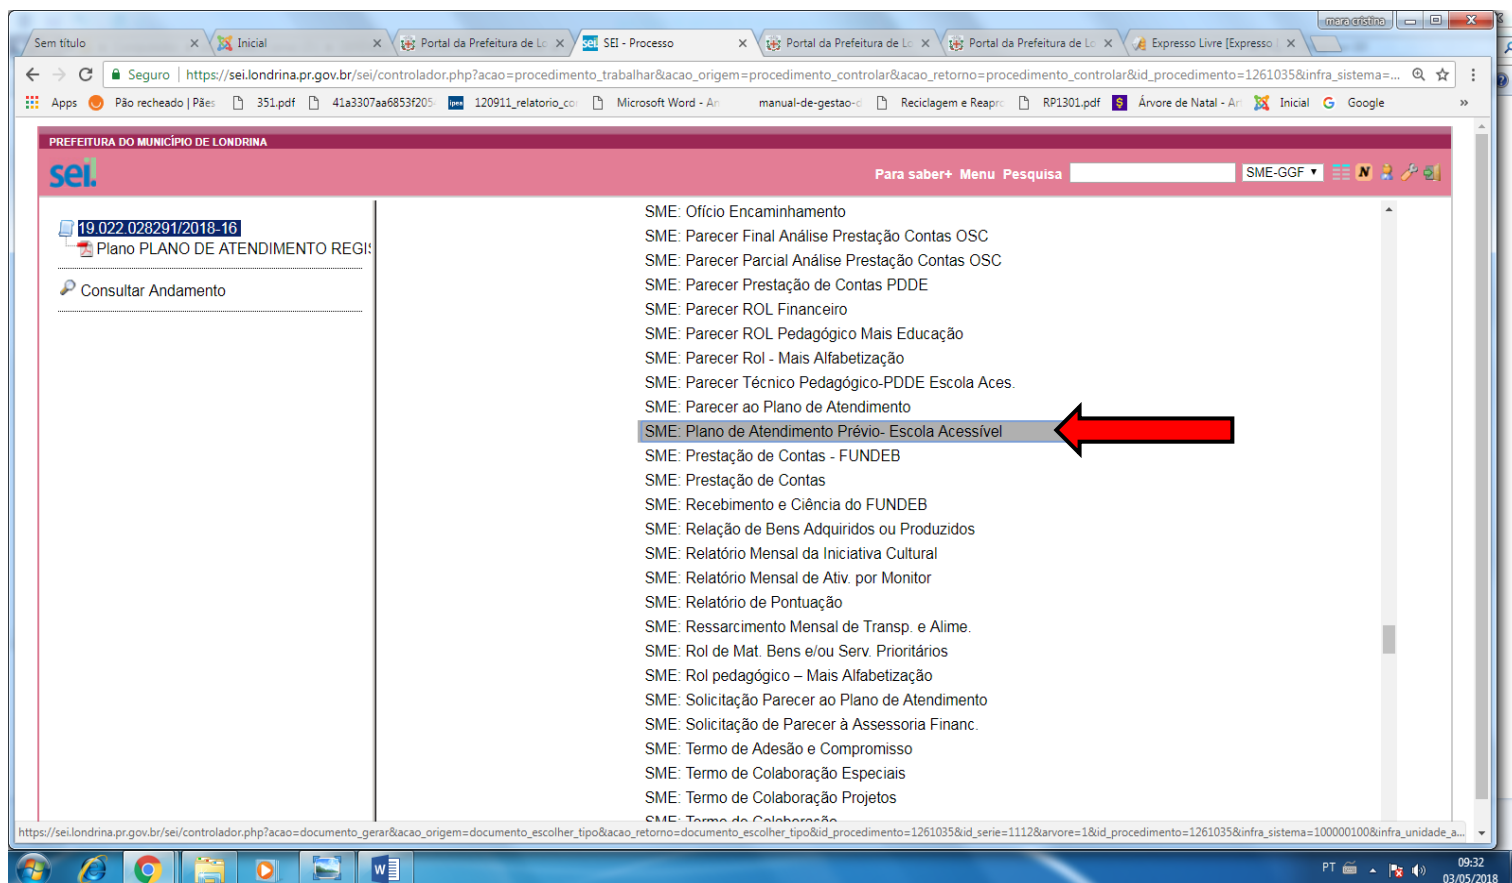 mara cristina
Sem título
Inicial
Portal da Prefeitura de Lo
SEI - Processo
Portal da Prefeitura de Lo
Portal da Prefeitura de Lo
Expresso Livre [Expresso
Seguro
https://sei.londrina.pr.gov.br/sei/controlador.php?acao=procedimento_trabalhar&acao_origem=procedimento_controlar&acao_retorno=procedimento_controlar&id_procedimento=1261035&infra_sistema=...
Apps
Pão recheado | Pães
351.pdf
41a3307aa6853f205
ipea
120911_relatorio_co
Microsoft Word - An
manual-de-gestao-d
Reciclagem e Reapro
RP1301.pdf
Árvore de Natal - Ar
Inicial
Google
»
PREFEITURA DO MUNICÍPIO DE LONDRINA
sei!
Para saber+ Menu Pesquisa
SME-GGF
N
19.022.028291/2018-16
Plano PLANO DE ATENDIMENTO REGIS
Consultar Andamento
SME: Ofício Encaminhamento
SME: Parecer Final Análise Prestação Contas OSC
SME: Parecer Parcial Análise Prestação Contas OSC
SME: Parecer Prestação de Contas PDDE
SME: Parecer ROL Financeiro
SME: Parecer ROL Pedagógico Mais Educação
SME: Parecer Rol - Mais Alfabetização
SME: Parecer Técnico Pedagógico-PDDE Escola Aces.
SME: Parecer ao Plano de Atendimento
SME: Plano de Atendimento Prévio- Escola Acessível
SME: Prestação de Contas - FUNDEB
SME: Prestação de Contas
SME: Recebimento e Ciência do FUNDEB
SME: Relação de Bens Adquiridos ou Produzidos
SME: Relatório Mensal da Iniciativa Cultural
SME: Relatório Mensal de Ativ. por Monitor
SME: Relatório de Pontuação
SME: Ressarcimento Mensal de Transp. e Alime.
SME: Rol de Mat. Bens e/ou Serv. Prioritários
SME: Rol pedagógico – Mais Alfabetização
SME: Solicitação Parecer ao Plano de Atendimento
SME: Solicitação de Parecer à Assessoria Financ.
SME: Termo de Adesão e Compromisso
SME: Termo de Colaboração Especiais
SME: Termo de Colaboração Projetos
SME: Termo de Colaboração
https://sei.londrina.pr.gov.br/sei/controlador.php?acao=documento_gerar&acao_origem=documento_escolher_tipo&acao_retorno=documento_escolher_tipo&id_procedimento=1261035&id_serie=1112&arvore=1&id_procedimento=1261035&infra_sistema=100000100&infra_unidade_a...
PT
09:32
03/05/2018